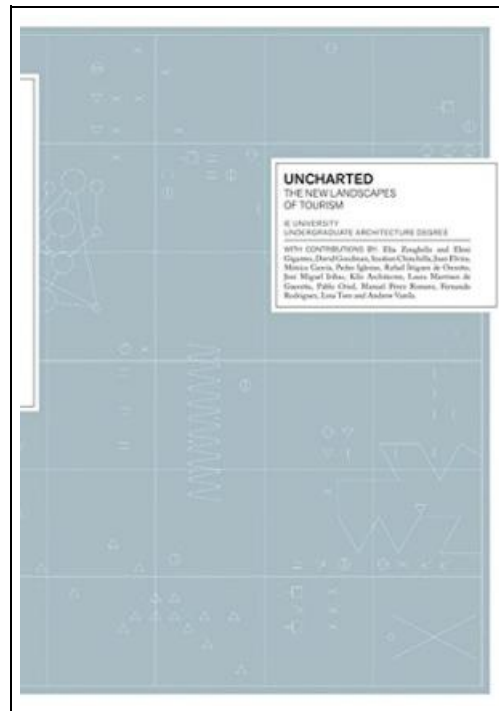 UNCHARTED
THE NEW LANDSCAPES
OF TOURISM
IE UNIVERSITY
UNDERGRADUATE ARCHITECTURE DEGREE
WITH CONTRIBUTIONS BY: Elia Zenghelis and Eleni
Gigantes, David Goodman, Izaskun Chinchilla, Juan Elvira,
Mónica García, Pedro Iglesias, Rafael Iñiguez de Onzoño,
José Miguel Iribas, Kilo Architectes, Laura Martínez de
Guereñu, Pablo Oriol, Manuel Pérez Romero, Fernando
Rodríguez, Lina Toro and Andrew Varela.